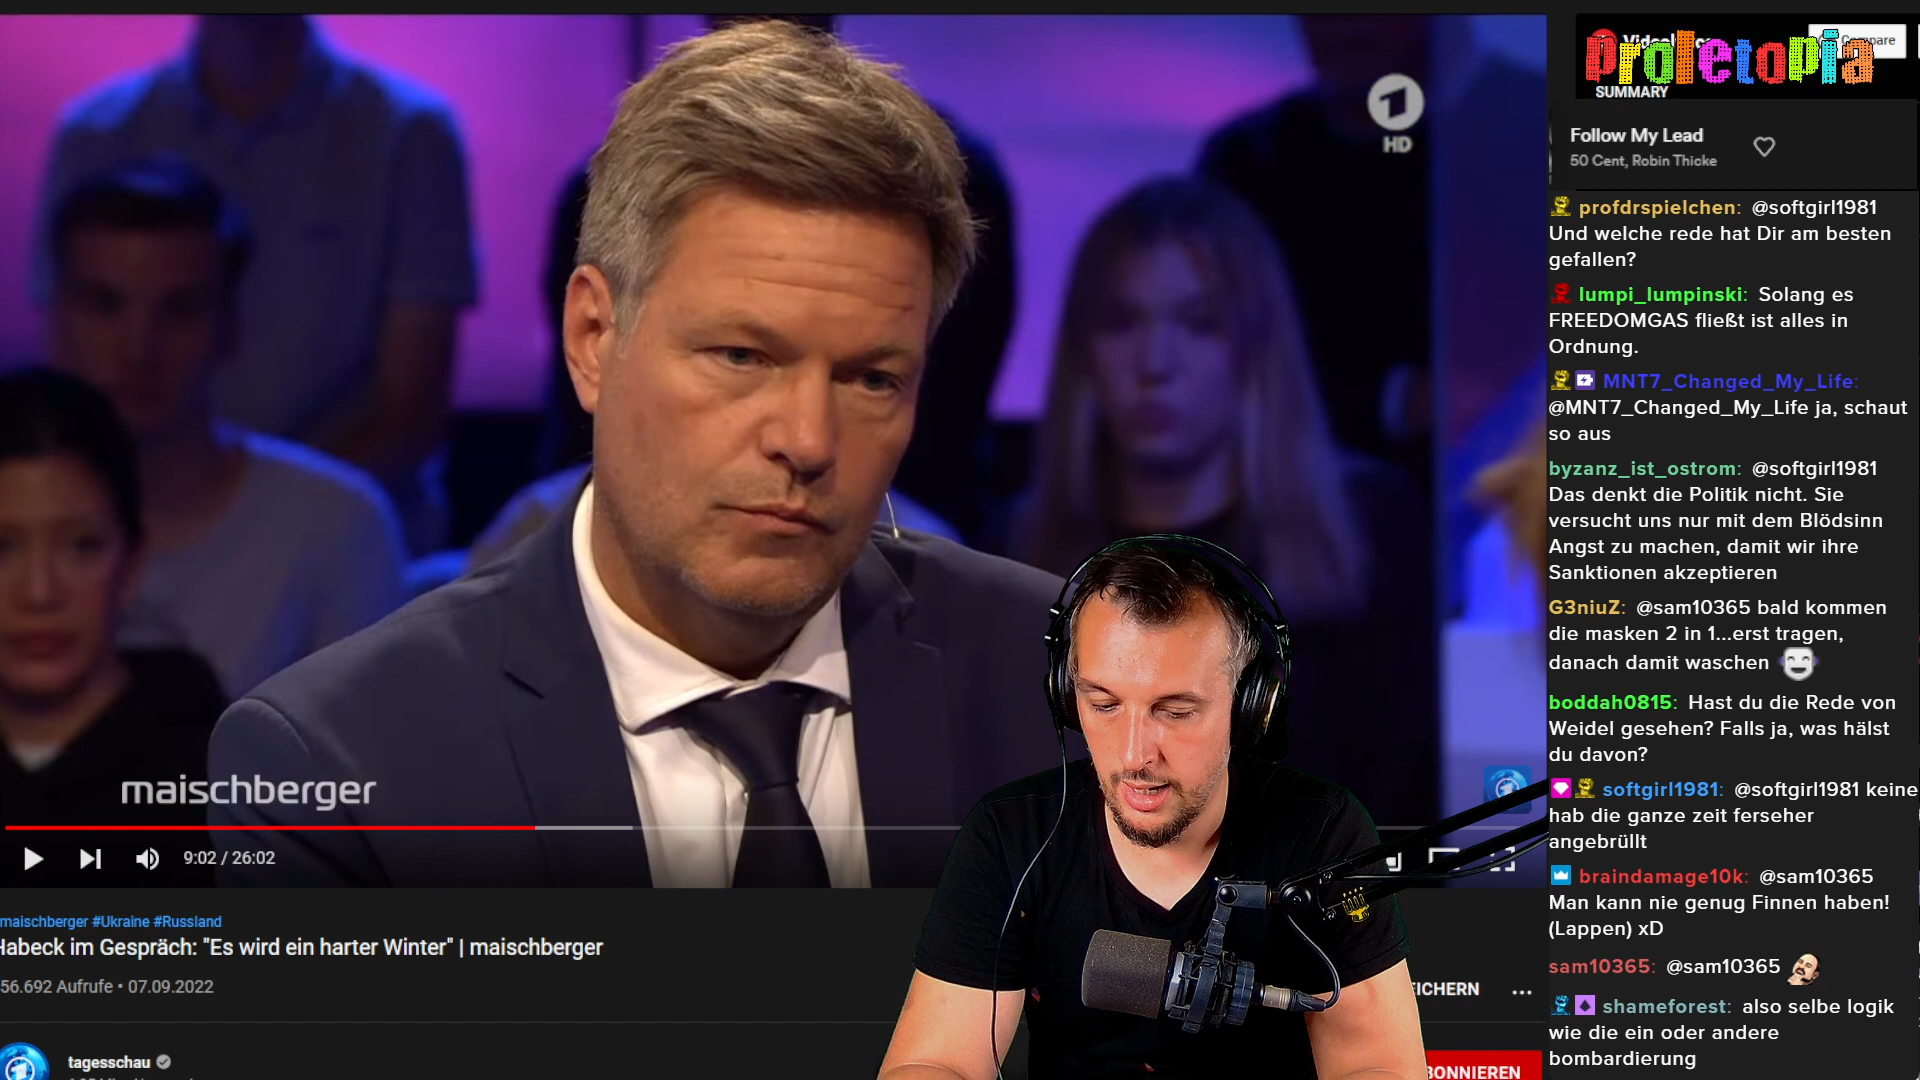 HD
maischberger
9:02 / 26:02
maischberger #Ukraine #Russland
Habeck im Gespräch: "Es wird ein harter Winter" | maischberger
56.692 Aufrufe • 07.09.2022
tagesschau
EICHERN
BONNIEREN
Proletopia
SUMMARY
Follow My Lead
50 Cent, Robin Thicke
profdrspielchen: @softgirl1981
Und welche rede hat Dir am besten
gefallen?
lumpi_lumpinski: Solang es
FREEDOMGAS fließt ist alles in
Ordnung.
MNT7_Changed_My_Life:
@MNT7_Changed_My_Life ja, schaut
so aus
byzanz_ist_ostrom: @softgirl1981
Das denkt die Politik nicht. Sie
versucht uns nur mit dem Blödsinn
Angst zu machen, damit wir ihre
Sanktionen akzeptieren
G3niuZ: @sam10365 bald kommen
die masken 2 in 1...erst tragen,
danach damit waschen
boddah0815: Hast du die Rede von
Weidel gesehen? Falls ja, was hälst
du davon?
softgirl1981: @softgirl1981 keine
hab die ganze zeit ferseher
angebrüllt
braindamage10k: @sam10365
Man kann nie genug Finnen haben!
(Lappen) xD
sam10365: @sam10365
shameforest: also selbe logik
wie die ein oder andere
bombardierung